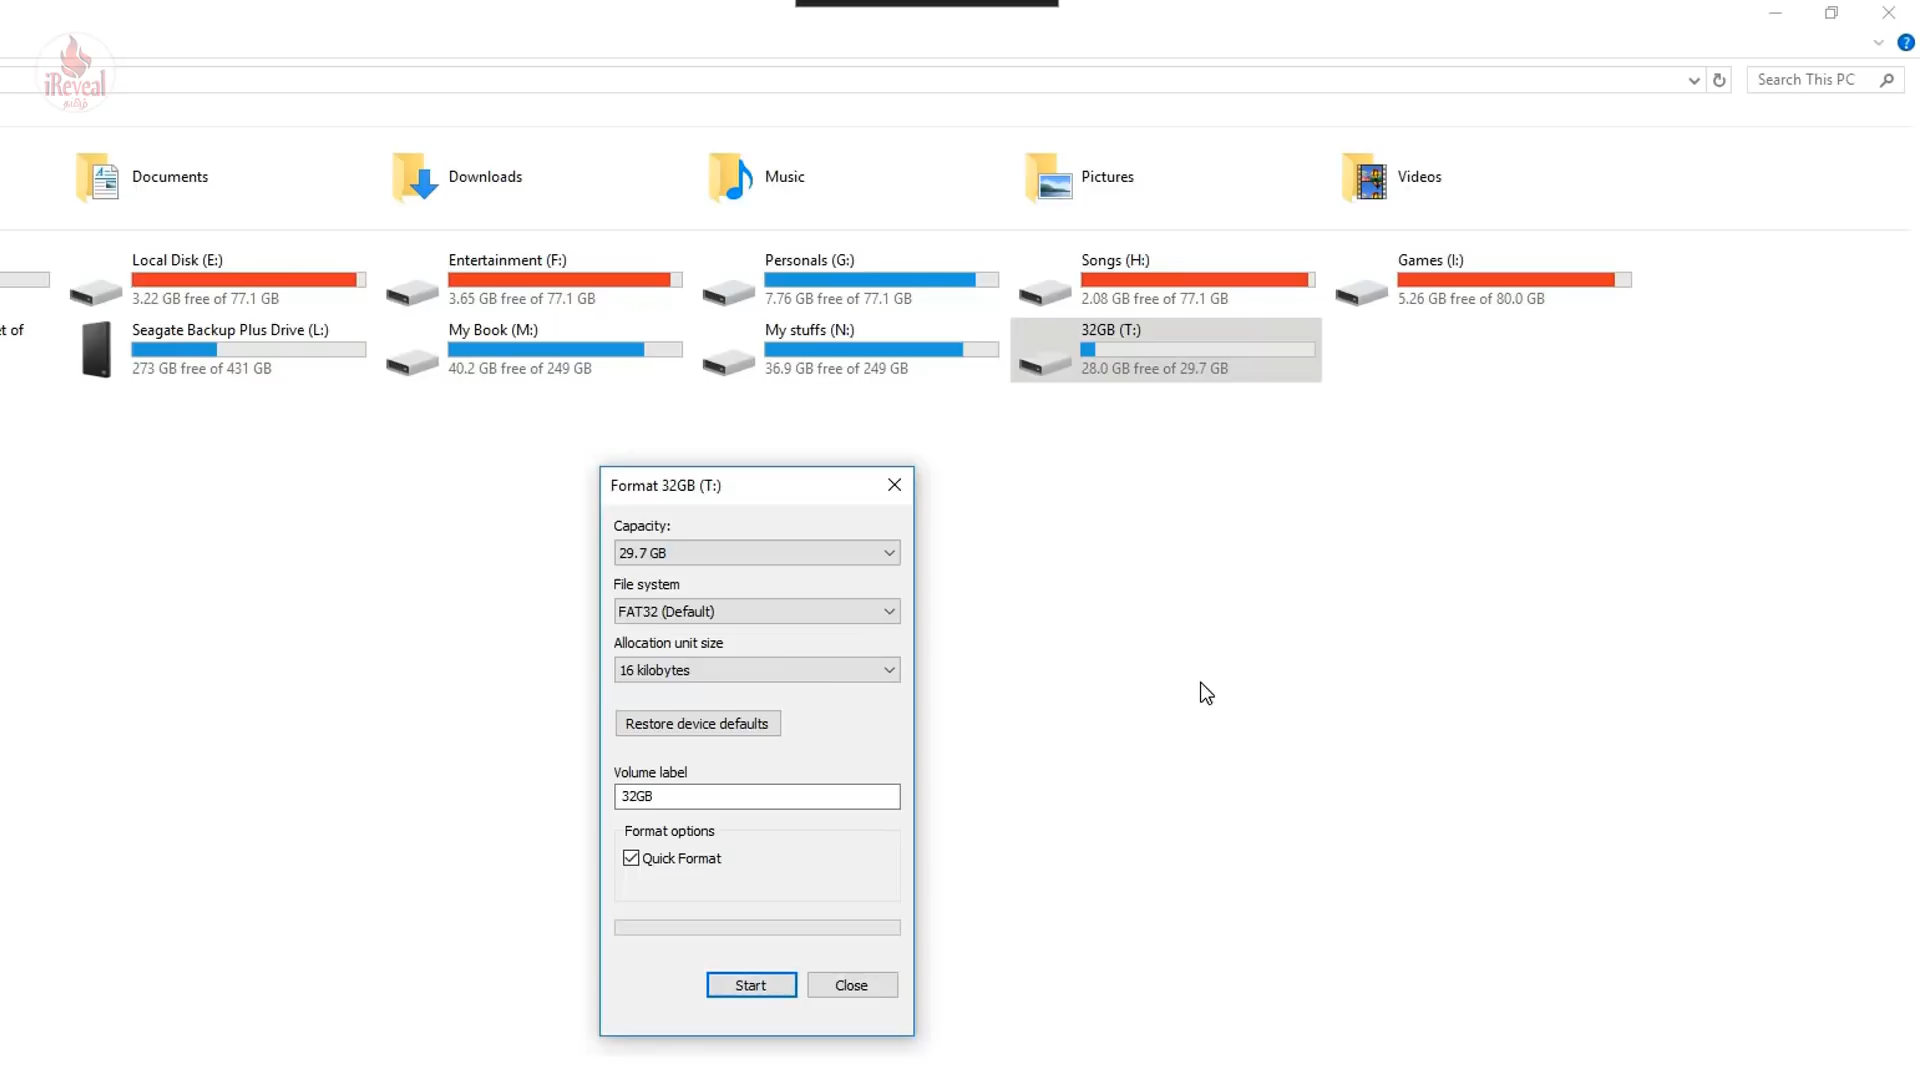 iReveal
தமிழ்
Search This PC
Documents
Downloads
Music
Pictures
Videos
Local Disk (E:)
3.22 GB free of 77.1 GB
Entertainment (F:)
3.65 GB free of 77.1 GB
Personals (G:)
7.76 GB free of 77.1 GB
Songs (H:)
2.08 GB free of 77.1 GB
Games (I:)
5.26 GB free of 80.0 GB
et of
Seagate Backup Plus Drive (L:)
273 GB free of 431 GB
My Book (M:)
40.2 GB free of 249 GB
My stuffs (N:)
36.9 GB free of 249 GB
32GB (T:)
28.0 GB free of 29.7 GB
Format 32GB (T:)
Capacity:
29.7 GB
File system
FAT32 (Default)
Allocation unit size
16 kilobytes
Restore device defaults
Volume label
32GB
Format options
Quick Format
Start
Close